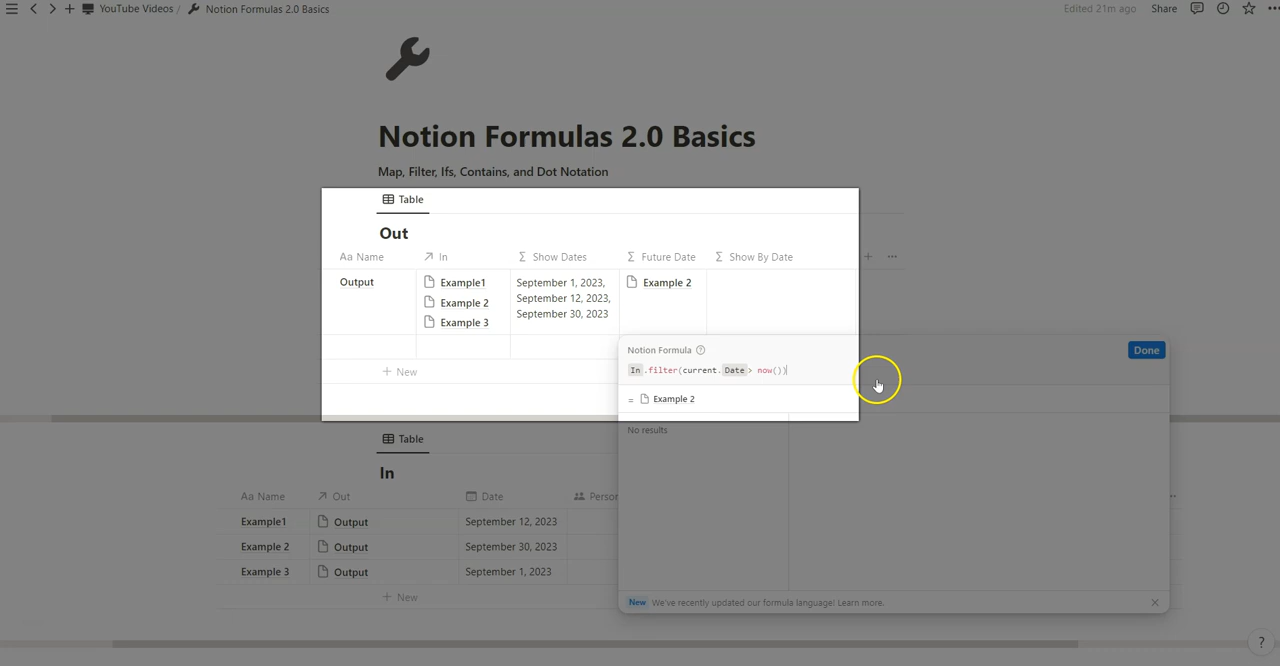 YouTube Videos / Notion Formulas 2.0 Basics
Edited 21m ago Share
Notion Formulas 2.0 Basics
Map, Filter, Ifs, Contains, and Dot Notation
Table
Out
Aa Name In Σ Show Dates Σ Future Date Σ Show By Date
Output Example1 September 1, 2023, Example 2
Example 2 September 12, 2023,
Example 3 September 30, 2023
+ New
Notion Formula
Done
In.filter(current.Date> now())
= Example 2
No results
Table
In
Aa Name Out Date Person
Example1 Output September 12, 2023
Example 2 Output September 30, 2023
Example 3 Output September 1, 2023
+ New
New We've recently updated our formula language! Learn more.
?